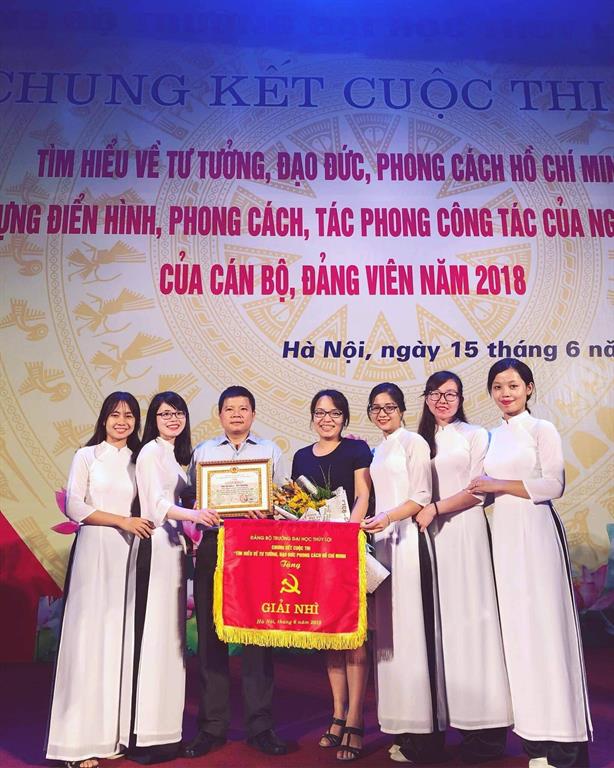 CHUNG KẾT CUỘC THI
TÌM HIỂU VỀ TƯ TƯỞNG, ĐẠO ĐỨC, PHONG CÁCH HỒ CHÍ MIN
ỰNG ĐIỂN HÌNH, PHONG CÁCH, TÁC PHONG CÔNG TÁC CỦA NG
CỦA CÁN BỘ, ĐẢNG VIÊN NĂM 2018
Hà Nội, ngày 15 tháng 6 nă
ĐẢNG BỘ TRƯỜNG ĐẠI HỌC THỦY LỢI
CHUNG KẾT CUỘC THI
"TÌM HIỂU VỀ TƯ TƯỞNG, ĐẠO ĐỨC PHONG CÁCH HỒ CHÍ MINH
Tặng
GIẢI NHÌ
Hà Nội, tháng 6 năm 2018